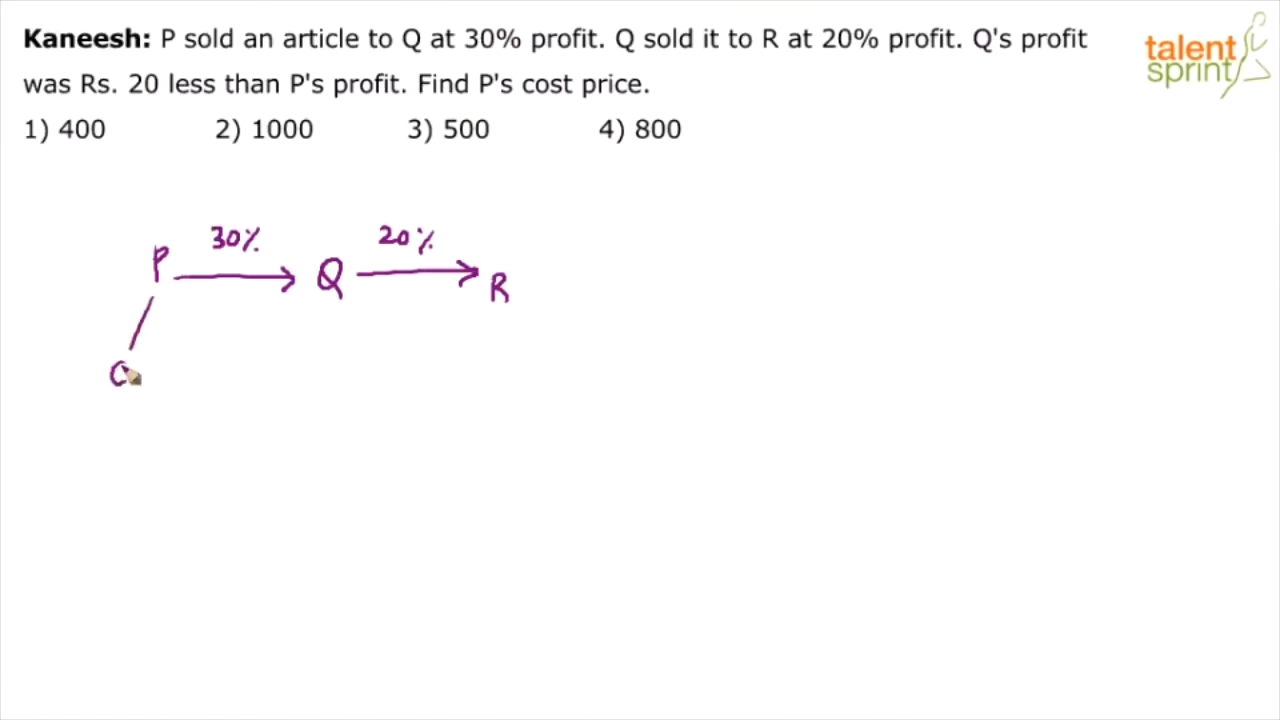 Kaneesh: P sold an article to Q at 30% profit. Q sold it to R at 20% profit. Q's profit
was Rs. 20 less than P's profit. Find P's cost price.
1) 400 2) 1000 3) 500 4) 800
talent
sprint
30% 20%
P Q R
C